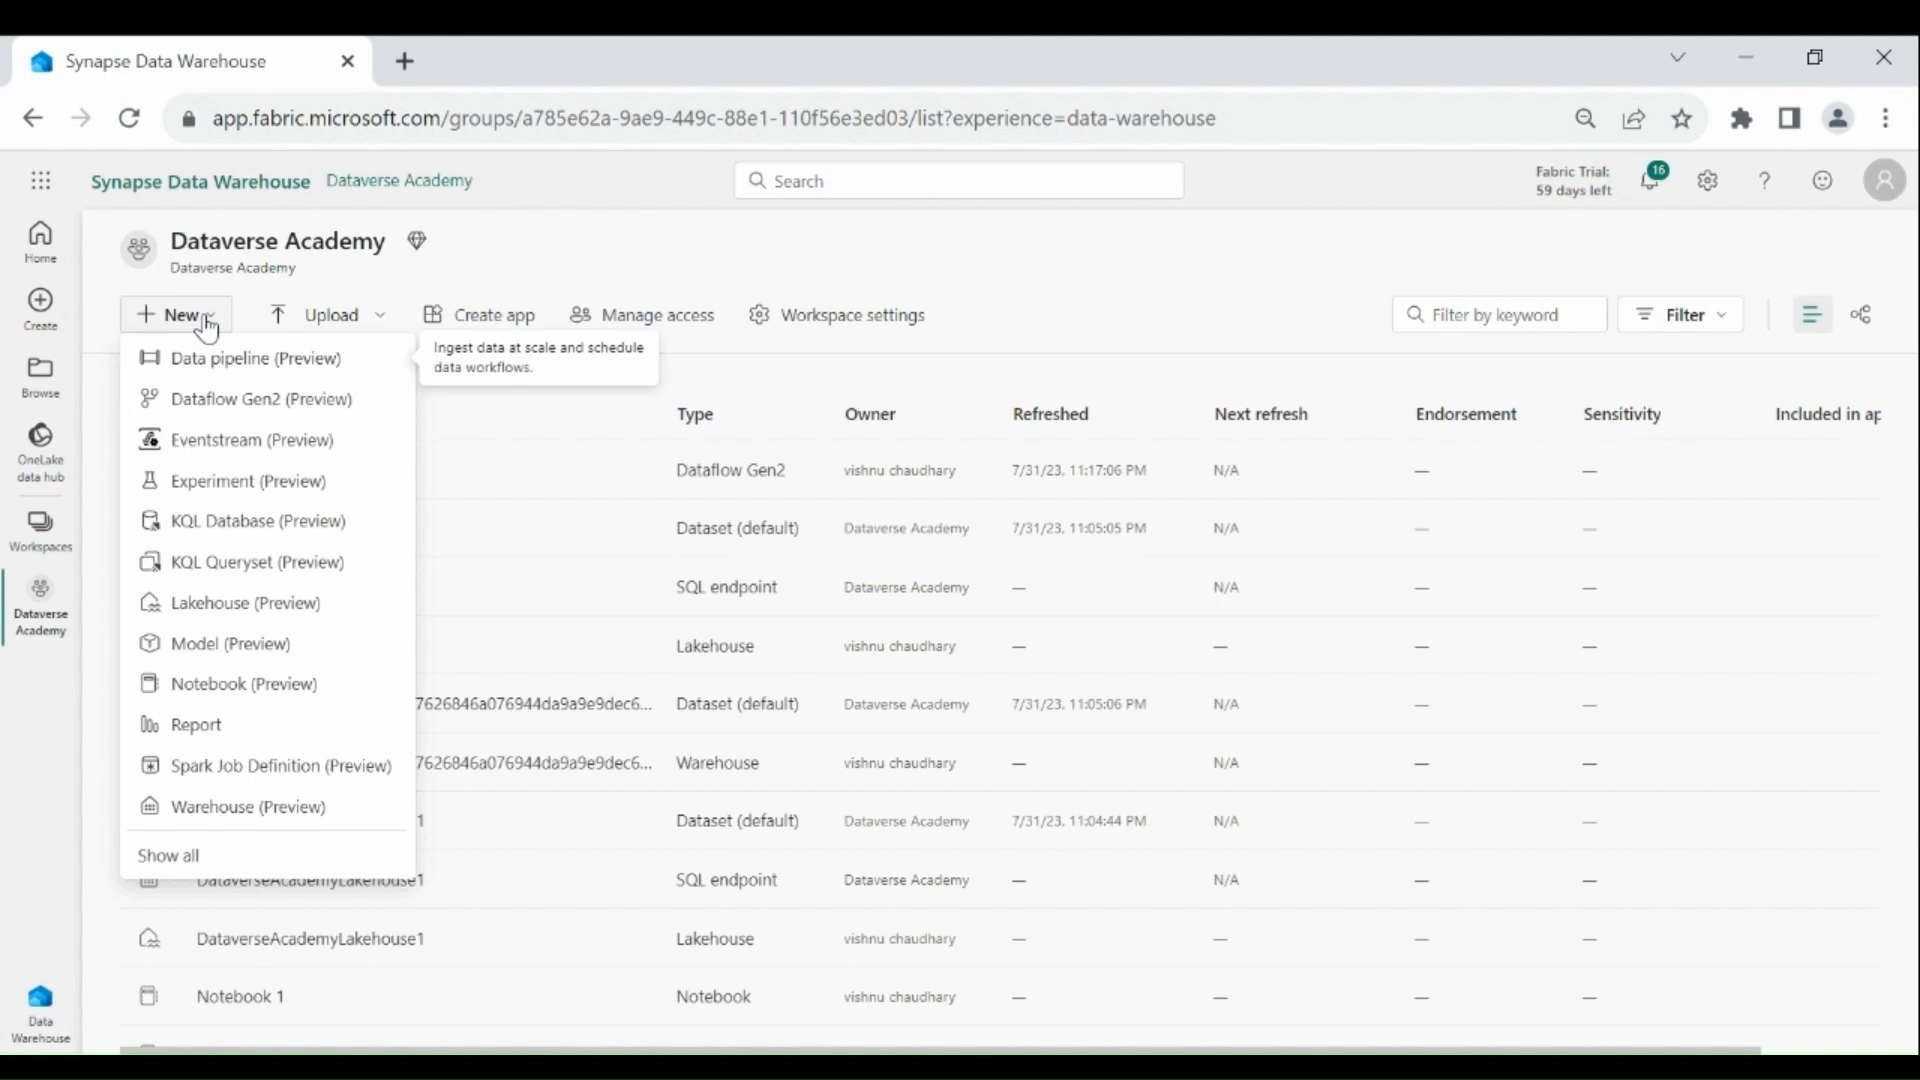 Synapse Data Warehouse
app.fabric.microsoft.com/groups/a785e62a-9ae9-449c-88e1-110f56e3ed03/list?experience=data-warehouse
Synapse Data Warehouse Dataverse Academy
Search
Fabric Trial:
59 days left
16
Home
Create
Browse
OneLake
data hub
Workspaces
Dataverse
Academy
Data
Warehouse
Dataverse Academy
Dataverse Academy
New Upload Create app Manage access Workspace settings Filter by keyword Filter
Data pipeline (Preview)
Dataflow Gen2 (Preview)
Eventstream (Preview)
Experiment (Preview)
KQL Database (Preview)
KQL Queryset (Preview)
Lakehouse (Preview)
Model (Preview)
Notebook (Preview)
Report
Spark Job Definition (Preview)
Warehouse (Preview)
Show all
Ingest data at scale and schedule
data workflows.
Type Owner Refreshed Next refresh Endorsement Sensitivity Included in ap
Dataflow Gen2 vishnu chaudhary 7/31/23, 11:17:06 PM N/A — —
Dataset (default) Dataverse Academy 7/31/23, 11:05:05 PM N/A — —
SQL endpoint Dataverse Academy — N/A — —
Lakehouse vishnu chaudhary — — — —
7626846a076944da9a9e9dec6... Dataset (default) Dataverse Academy 7/31/23, 11:05:06 PM N/A — —
7626846a076944da9a9e9dec6... Warehouse vishnu chaudhary — N/A — —
1 Dataset (default) Dataverse Academy 7/31/23, 11:04:44 PM N/A — —
DataverseAcademyLakehouse1 SQL endpoint Dataverse Academy — N/A — —
DataverseAcademyLakehouse1 Lakehouse vishnu chaudhary — — — —
Notebook 1 Notebook vishnu chaudhary — — — —